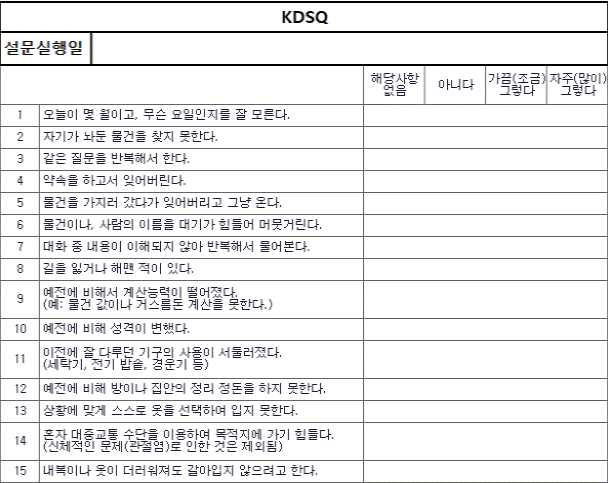 KDSQ
설문실행일
해당사항 아니다 가끔(조금) 자주(많이)
없음 그렇다 그렇다
1 오늘이 몇 월이고, 무슨 요일인지를 잘 모른다.
2 자기가 놔둔 물건을 찾지 못한다.
3 같은 질문을 반복해서 한다.
4 약속을 하고서 잊어버린다.
5 물건을 가지러 갔다가 잊어버리고 그냥 온다.
6 물건이나, 사람의 이름을 대기가 힘들어 머뭇거린다.
7 대화 중 내용이 이해되지 않아 반복해서 물어본다.
8 길을 잃거나 헤맨 적이 있다.
9 예전에 비해서 계산능력이 떨어졌다.
(예: 물건 값이나 거스름돈 계산을 못한다.)
10 예전에 비해 성격이 변했다.
11 이전에 잘 다루던 기구의 사용이 서툴러졌다.
(세탁기, 전기 밥솥, 경운기 등)
12 예전에 비해 방이나 집안의 정리 정돈을 하지 못한다.
13 상황에 맞게 스스로 옷을 선택하여 입지 못한다.
14 혼자 대중교통 수단을 이용하여 목적지에 가기 힘들다.
(신체적인 문제(관절염)로 인한 것은 제외됨)
15 내복이나 옷이 더러워져도 갈아입지 않으려고 한다.